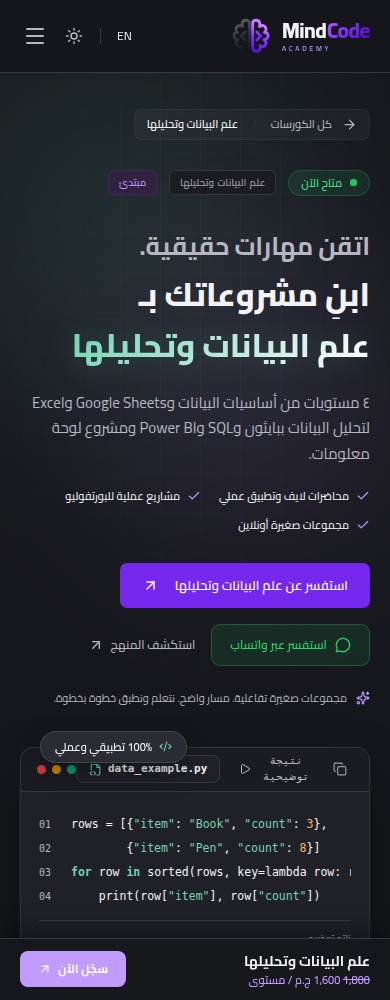 MindCode
ACADEMY
EN
كل الكورسات / علم البيانات وتحليلها
متاح الآن
علم البيانات وتحليلها
مبتدئ
اتقن مهارات حقيقية.
ابنِ مشروعاتك بـ
علم البيانات وتحليلها
٤ مستويات من أساسيات البيانات وGoogle Sheets وExcel
لتحليل البيانات ببايثون وSQL وPower BI ومشروع لوحة
معلومات.
محاضرات لايف وتطبيق عملي
مشاريع عملية للبورتفوليو
مجموعات صغيرة أونلاين
استفسر عن علم البيانات وتحليلها
استفسر عبر واتساب
استكشف المنهج
مجموعات صغيرة تفاعلية. مسار واضح. نتعلم ونطبق خطوة بخطوة.
100% تطبيقي وعملي
data_example.py
نتيجة
توضيحية
01 rows = [{"item": "Book", "count": 3},
02 {"item": "Pen", "count": 8}]
03 for row in sorted(rows, key=lambda row:
04 print(row["item"], row["count"])
علم البيانات وتحليلها
1,800 1,600 ج.م / مستوى
سجّل الآن